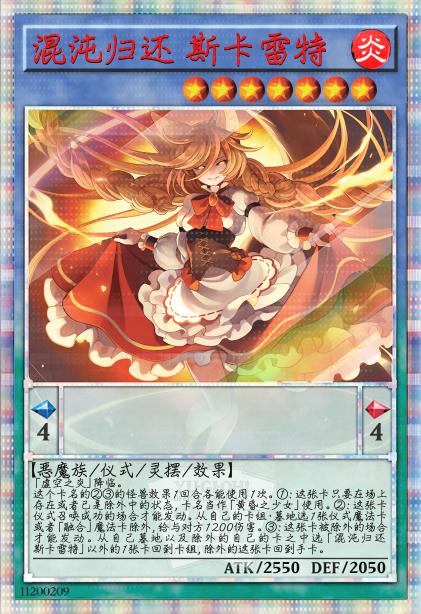 混沌归还 斯卡雷特
炎
4
4
【恶魔族/仪式/灵摆/效果】
「虚空之炎」降临。
这个卡名的②③的怪兽效果1回合各能使用1次。①：这张卡只要在场上
存在或者已是除外中的状态，卡名当作「黄昏之少女」使用。②：这张卡
仪式召唤成功的场合才能发动。从自己的卡组·墓地选1张仪式魔法卡
或者「融合」魔法卡除外，给与对方1200伤害。③：这张卡被除外的场合
才能发动。从自己墓地以及除外的自己的卡之中选「混沌归还
斯卡雷特」以外的1张卡回到卡组，除外的这张卡回到手卡。
ATK/2550 DEF/2050
11200209